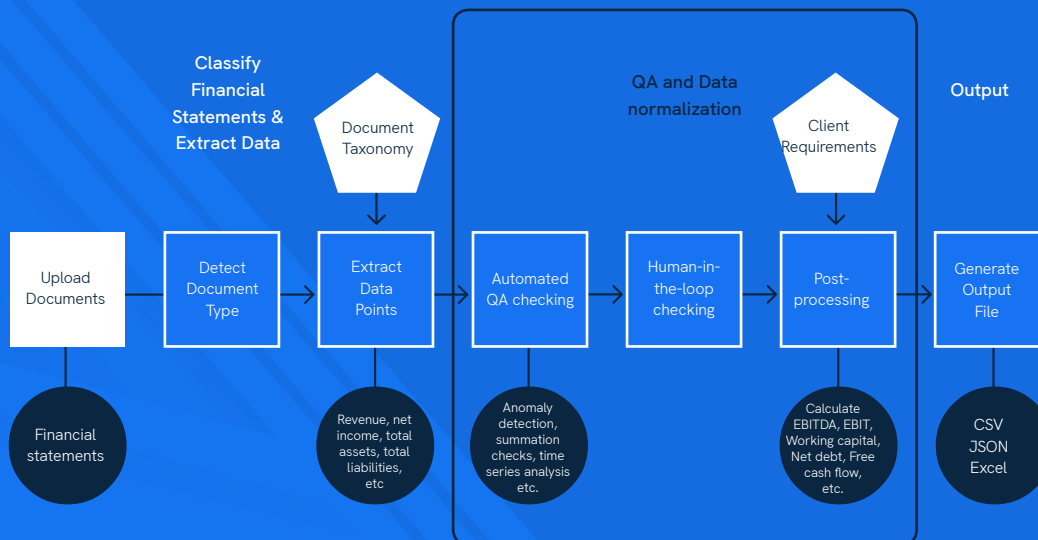 Classify
Financial
Statements &
Extract Data
Document
Taxonomy
QA and Data
normalization
Client
Requirements
Output
Upload
Documents
Detect
Document
Type
Extract
Data
Points
Automated
QA checking
Human-in-
the-loop
checking
Post-
processing
Generate
Output
File
Financial
statements
Revenue, net
income, total
assets, total
liabilities,
etc
Anomaly
detection,
summation
checks, time
series analysis
etc.
Calculate
EBITDA, EBIT,
Working capital,
Net debt, Free
cash flow,
etc.
CSV
JSON
Excel